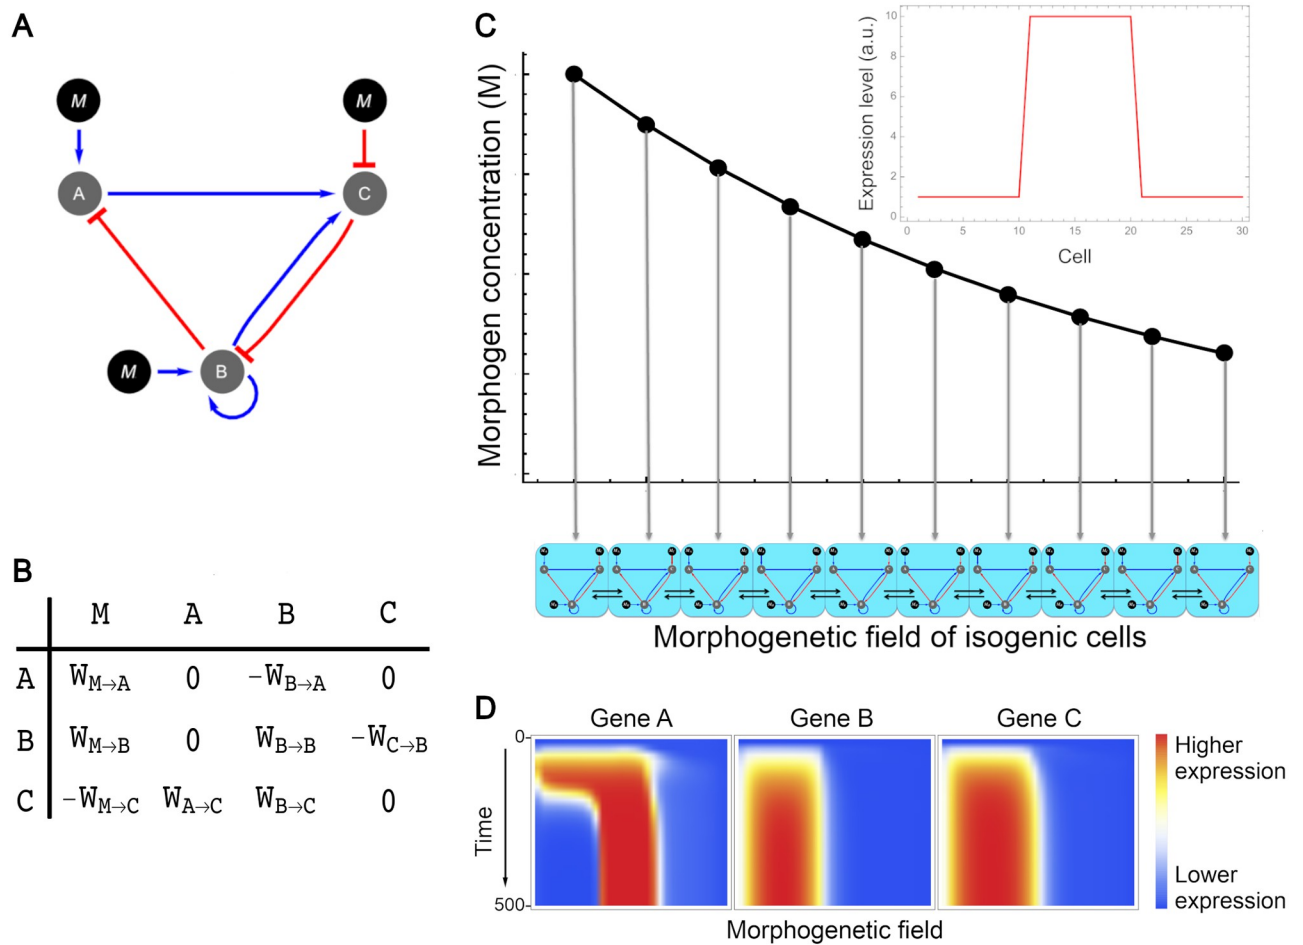 A
M
M
A
C
M
B
B
M A B C
A W_M→A 0 −W_B→A 0
B W_M→B 0 W_B→B −W_C→B
C −W_M→C W_A→C W_B→C 0
C
Morphogen concentration (M)
Expression level (a.u.)
10
8
6
4
2
0
0 5 10 15 20 25 30
Cell
Morphogenetic field of isogenic cells
D
Gene A Gene B Gene C
0
Time
500
Morphogenetic field
Higher
expression
Lower
expression